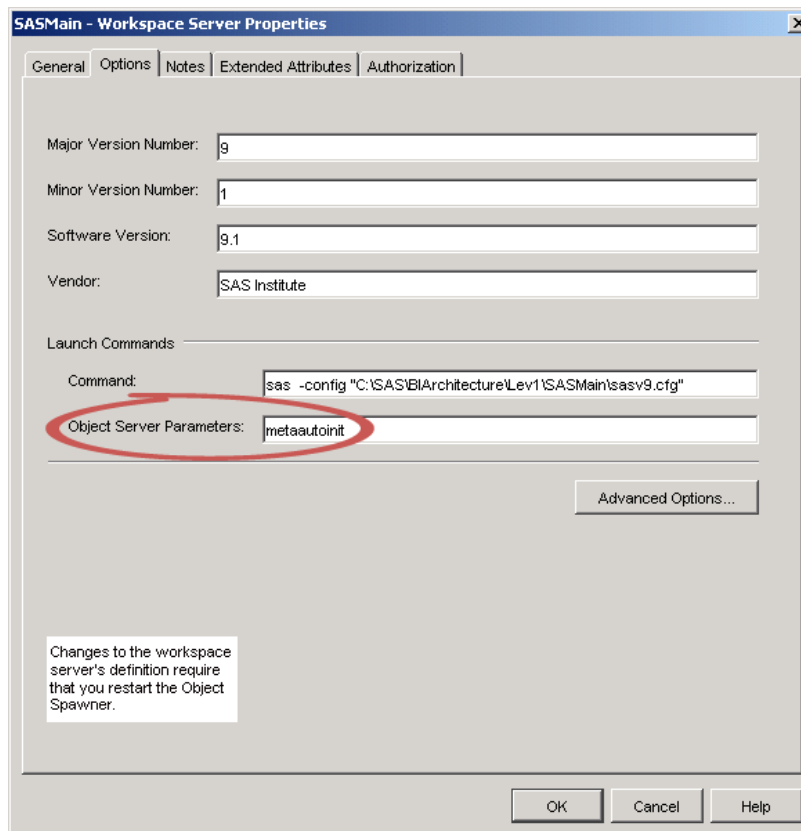 SASMain - Workspace Server Properties
General Options Notes Extended Attributes Authorization
Major Version Number: 9
Minor Version Number: 1
Software Version: 9.1
Vendor: SAS Institute
Launch Commands
Command: sas -config "C:\SAS\BIArchitecture\Lev1\SASMain\sasv9.cfg"
Object Server Parameters: metaautoinit
Advanced Options...
Changes to the workspace
server's definition require
that you restart the Object
Spawner.
OK Cancel Help